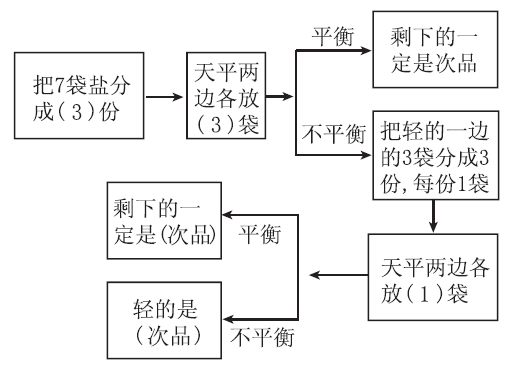 把7袋盐分
成(3)份
天平两
边各放
(3)袋
平衡
不平衡
剩下的一
定是次品
把轻的一边
的3袋分成3
份,每份1袋
天平两边各
放(1)袋
平衡
不平衡
剩下的一
定是(次品)
轻的是
(次品)